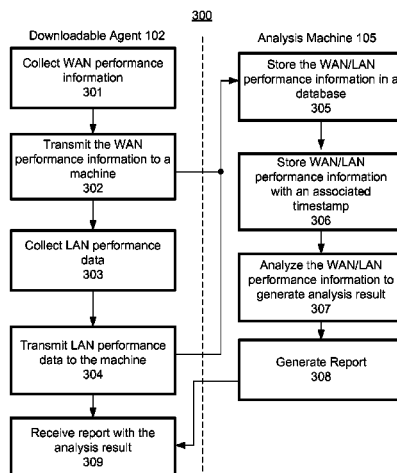 300
Downloadable Agent 102
Analysis Machine 105
Collect WAN performance
information
301
Transmit the WAN
performance information to a
machine
302
Collect LAN performance
data
303
Transmit LAN performance
data to the machine
304
Receive report with the
analysis result
309
Store the WAN/LAN
performance information in a
database
305
Store WAN/LAN
performance information
with an associated
timestamp
306
Analyze the WAN/LAN
performance information to
generate analysis result
307
Generate Report
308